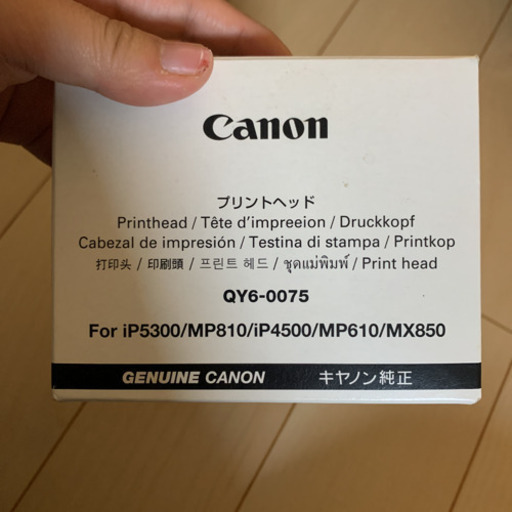 Canon
プリントヘッド
Printhead / Tête d'impreeion / Druckkopf
Cabezal de impresión / Testina di stampa / Printkop
打印头 / 印刷頭 / 프린트 헤드 / ชุดแม่พิมพ์ / Print head
QY6-0075
For iP5300/MP810/iP4500/MP610/MX850
GENUINE CANON キヤノン純正